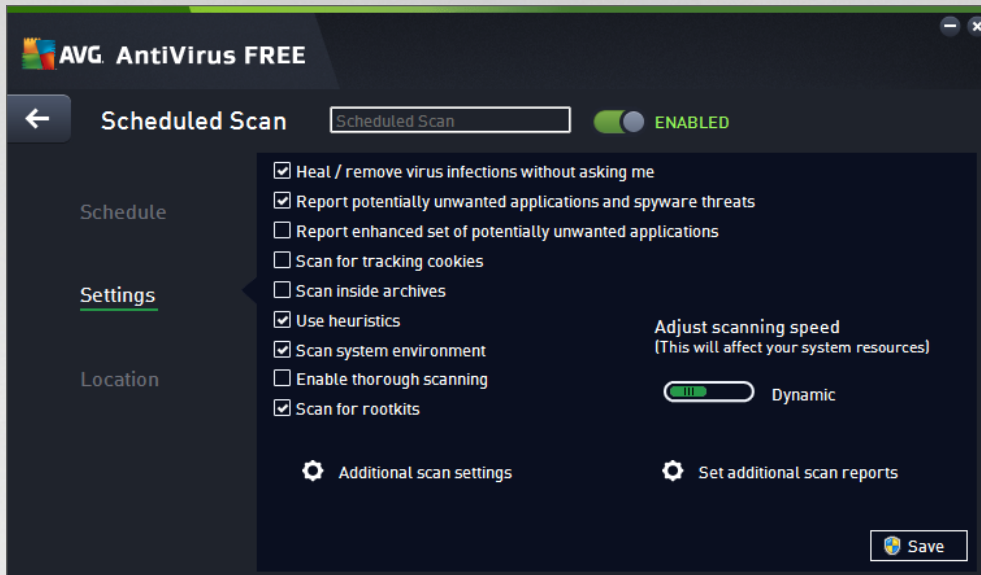 AVG. AntiVirus FREE
Scheduled Scan
Scheduled Scan
ENABLED
Schedule
Settings
Location
Heal / remove virus infections without asking me
Report potentially unwanted applications and spyware threats
Report enhanced set of potentially unwanted applications
Scan for tracking cookies
Scan inside archives
Use heuristics
Scan system environment
Enable thorough scanning
Scan for rootkits
Adjust scanning speed
(This will affect your system resources)
Dynamic
Additional scan settings
Set additional scan reports
Save